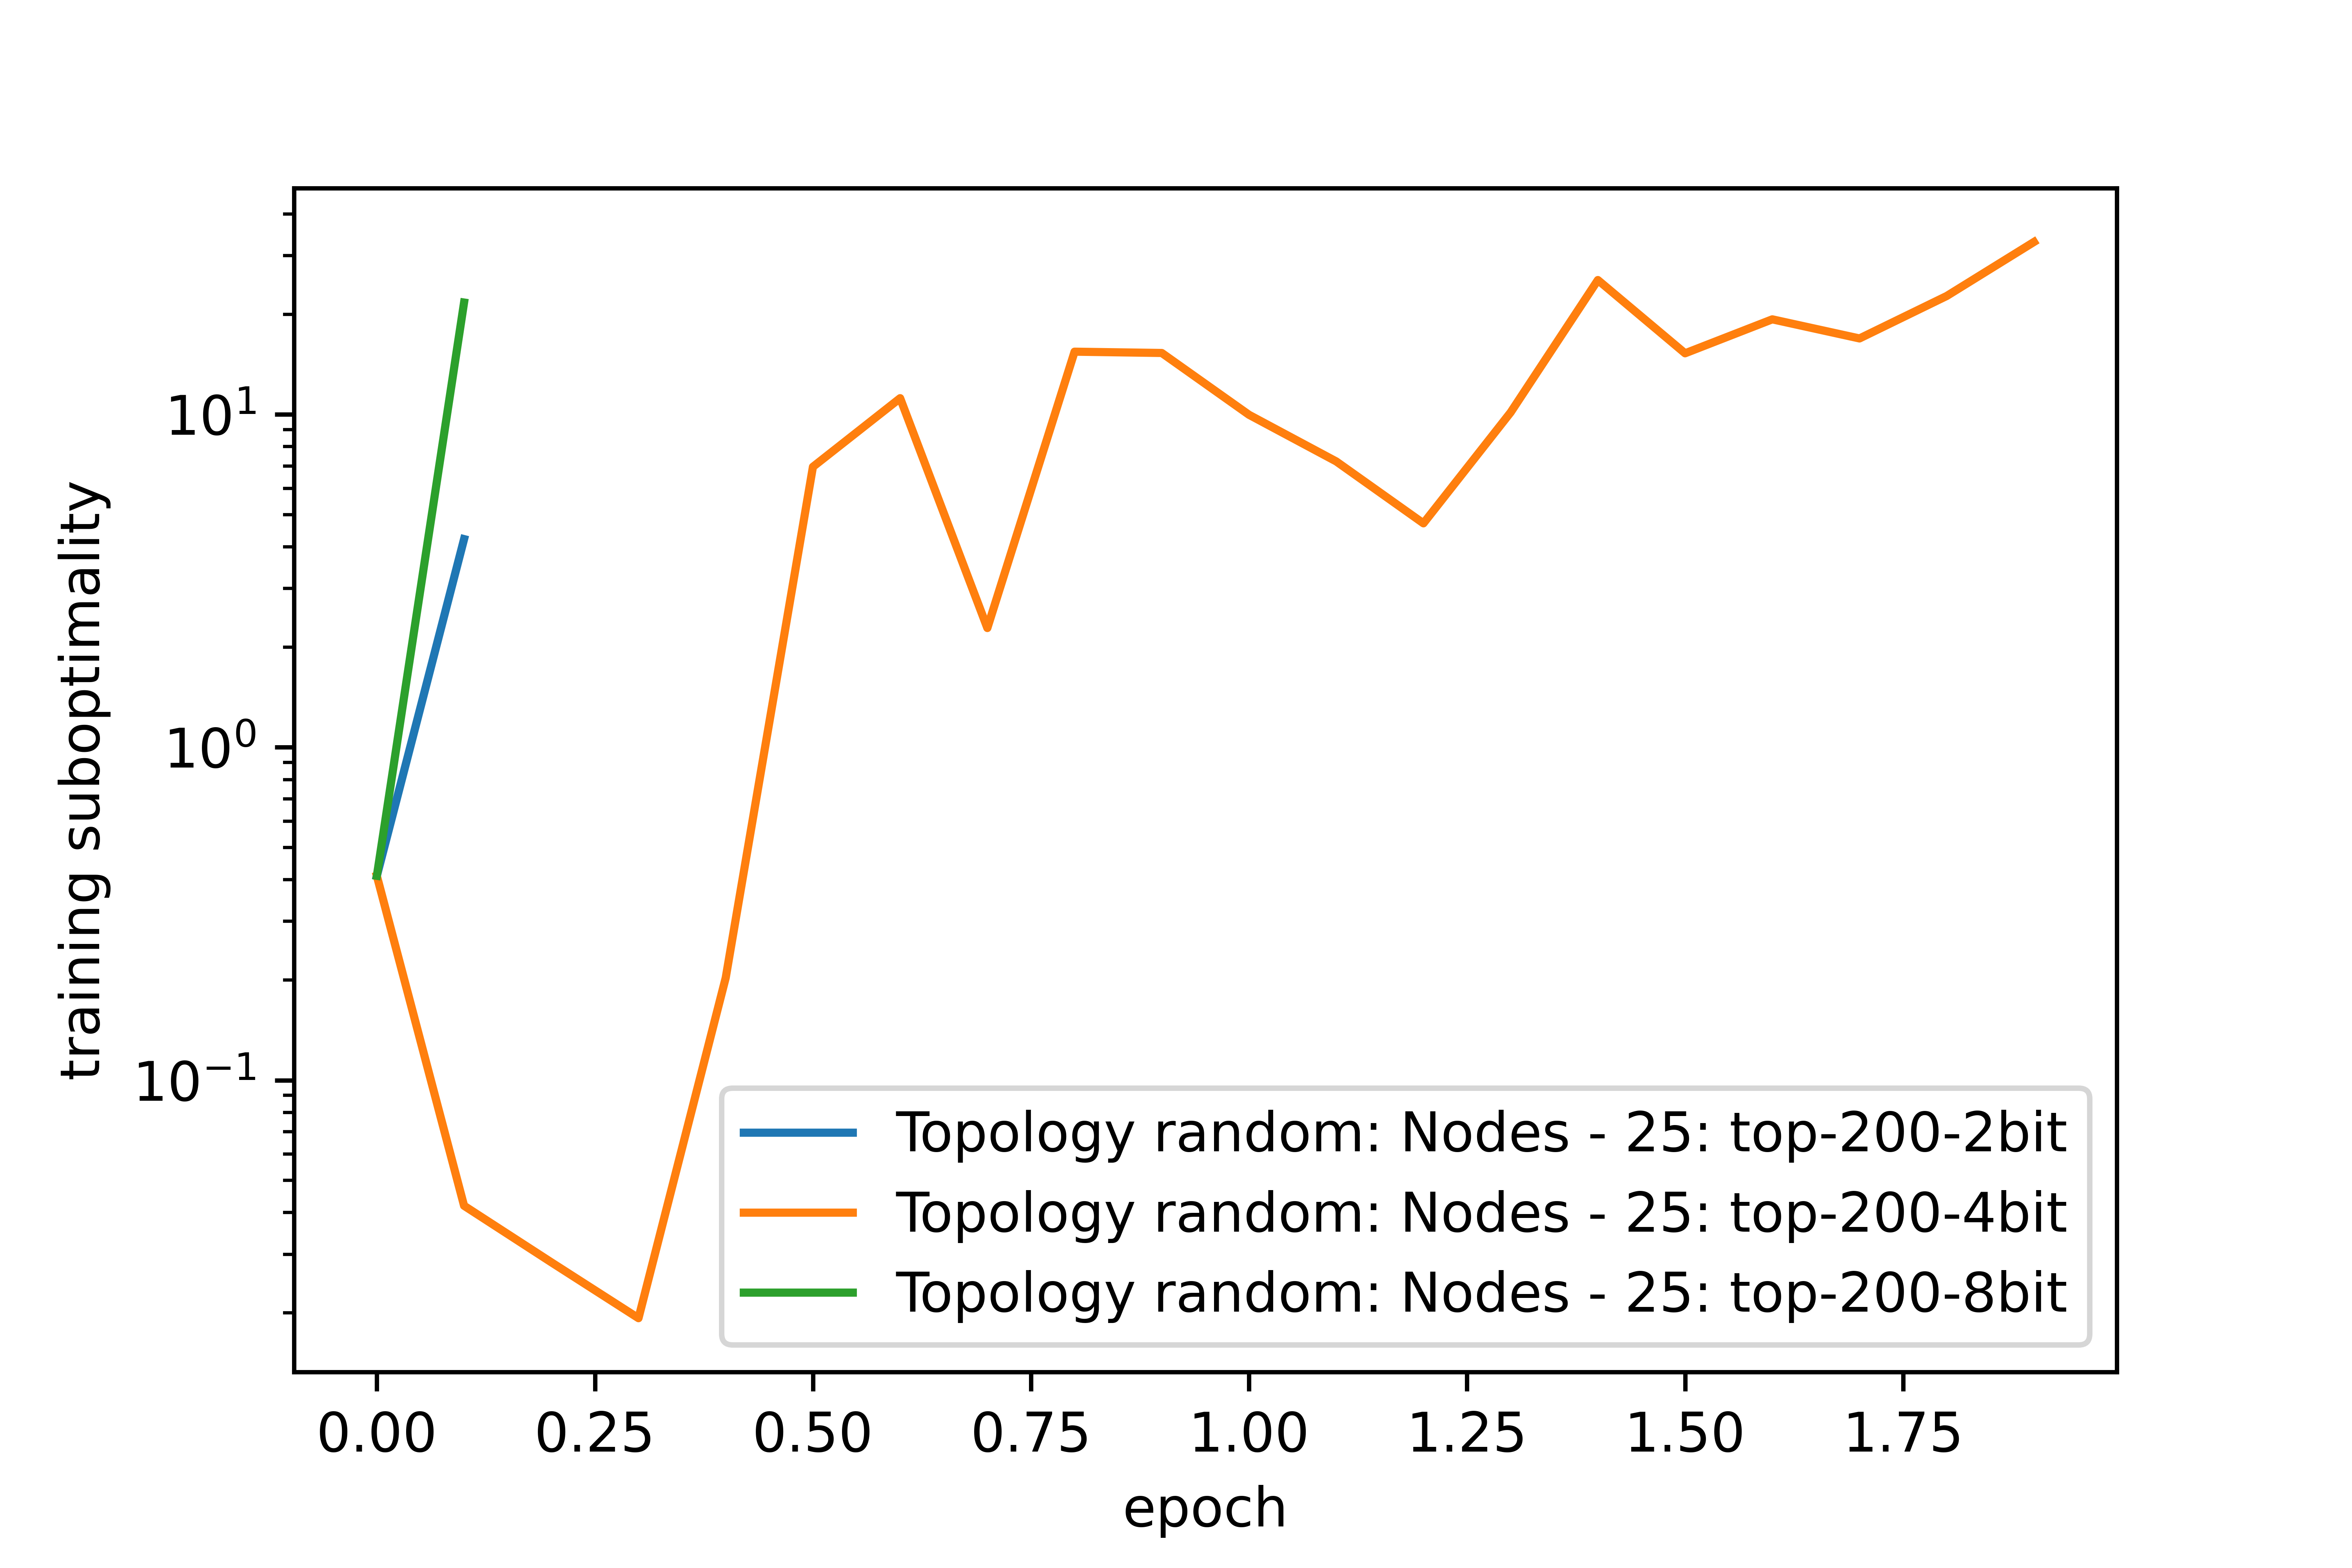 training suboptimality
10¹
10⁰
10⁻¹
Topology random: Nodes - 25: top-200-2bit
Topology random: Nodes - 25: top-200-4bit
Topology random: Nodes - 25: top-200-8bit
0.00 0.25 0.50 0.75 1.00 1.25 1.50 1.75
epoch